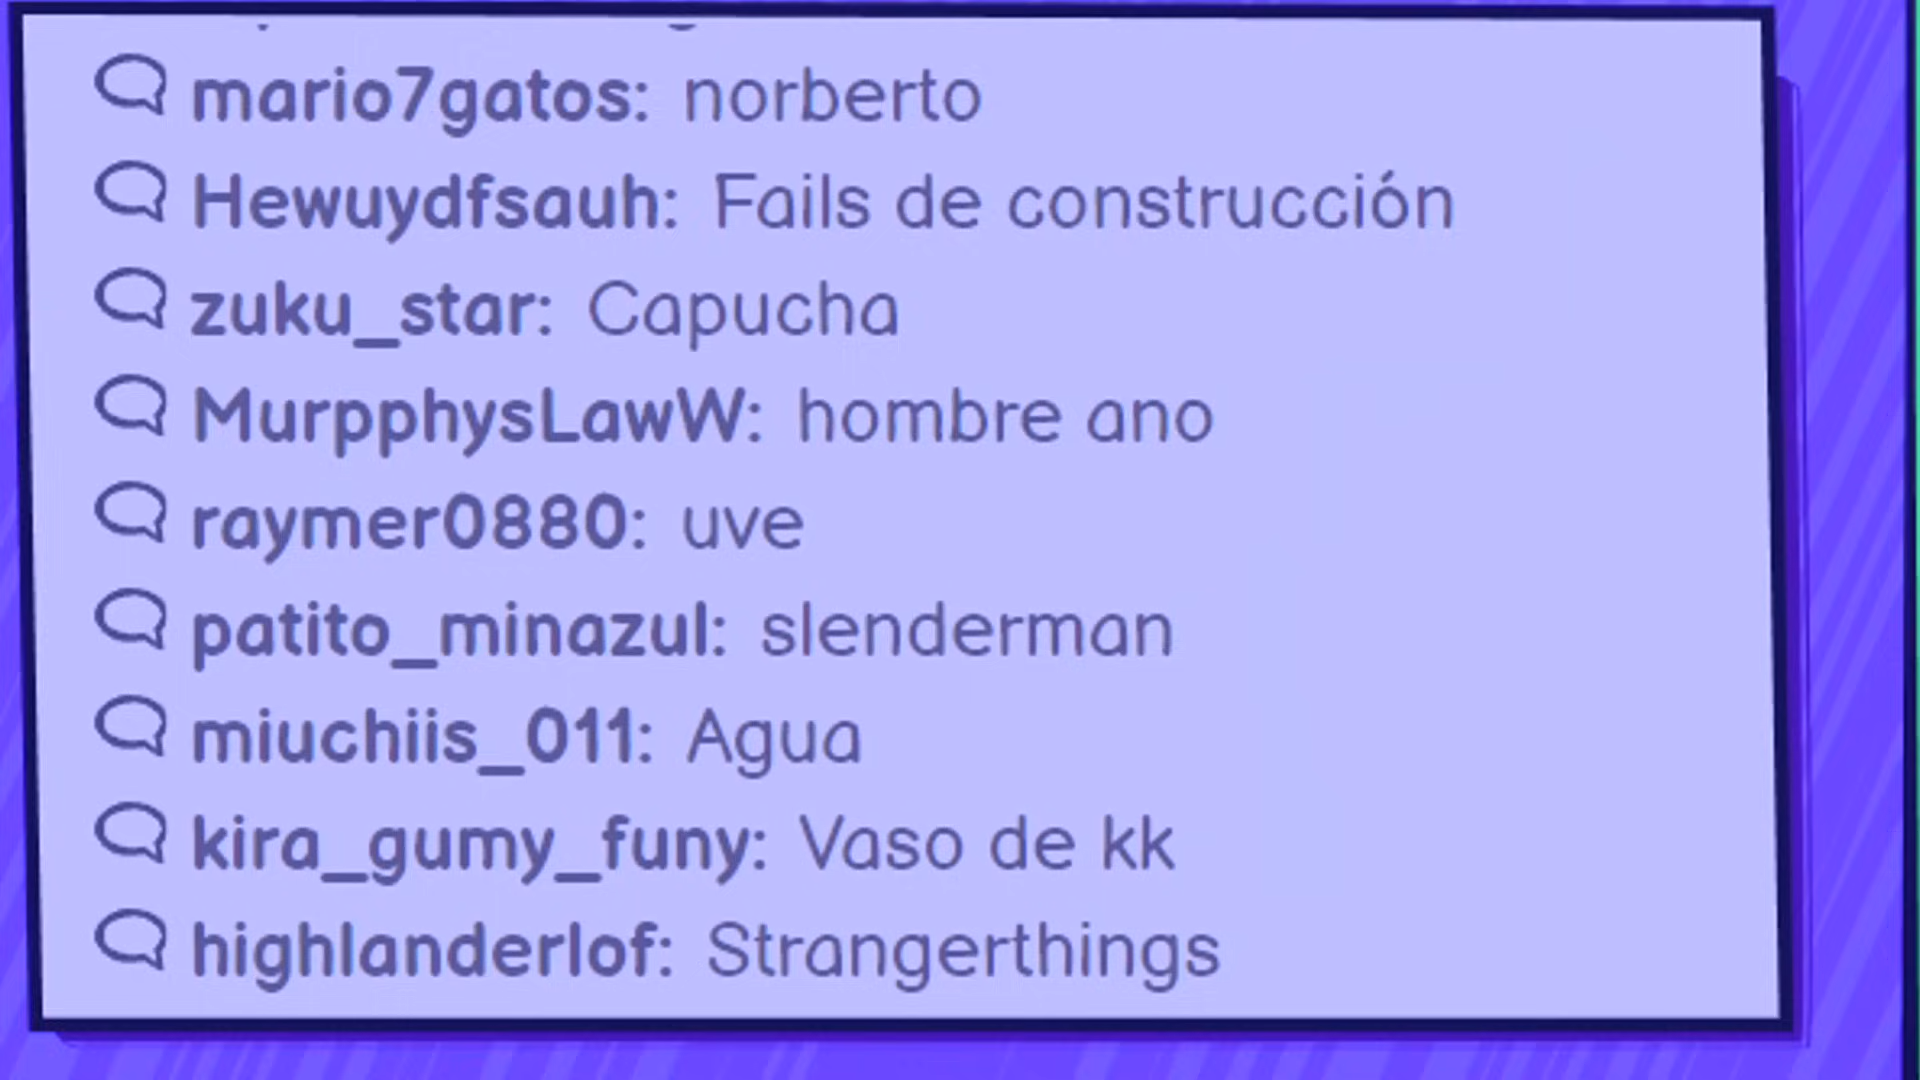 mario7gatos: norberto
Hewuydfsauh: Fails de construcción
zuku_star: Capucha
MurpphysLawW: hombre ano
raymer0880: uve
patito_minazul: slenderman
miuchiis_011: Agua
kira_gumy_funy: Vaso de kk
highlanderlof: Strangerthings